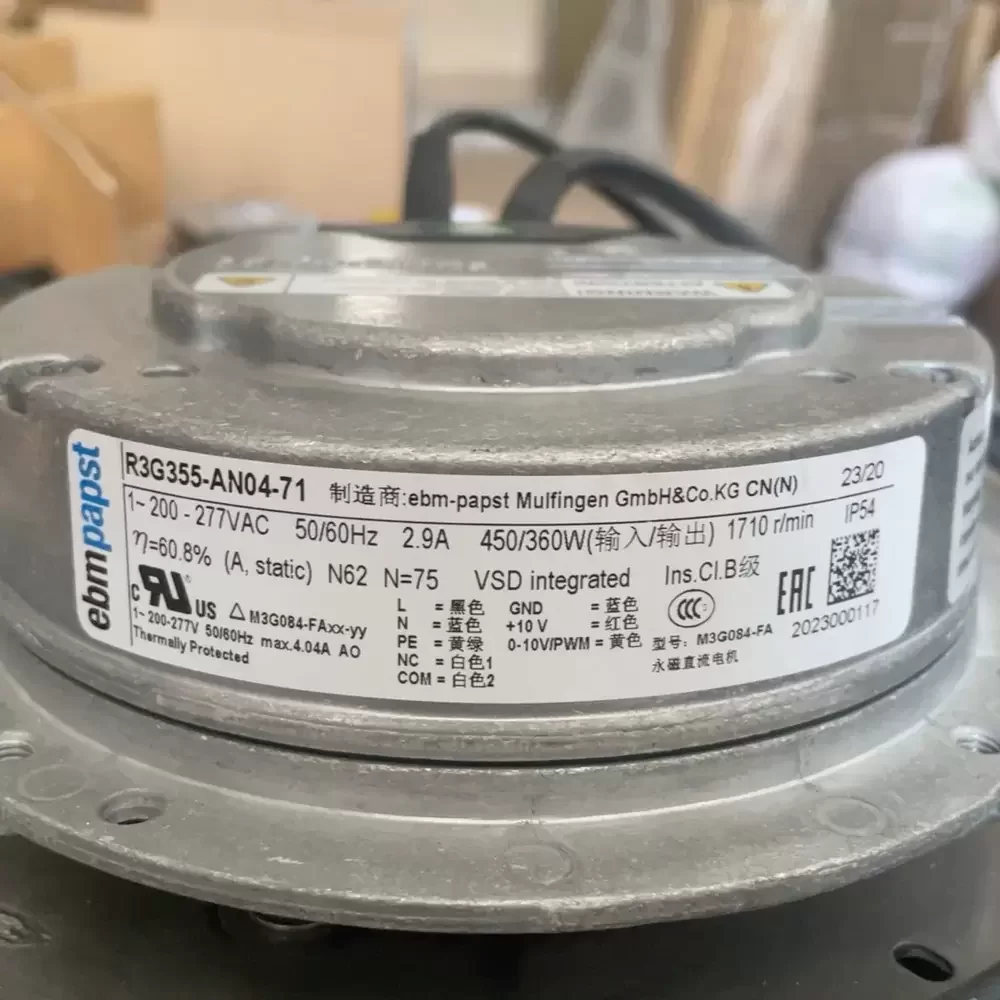 ebmpapst
R3G355-AN04-71 制造商:ebm-papst Mulfingen GmbH&Co.KG CN(N) 23/20
1~ 200 - 277VAC 50/60Hz 2.9A 450/360W(输入/输出) 1710 r/min IP54
η=60.8% (A, static) N62 N=75 VSD integrated Ins.Cl.B级
c RU US △ M3G084-FAxx-yy
1~ 200-277V 50/60Hz max.4.04A AO
Thermally Protected
L = 黑色 GND = 蓝色
N = 蓝色 +10 V = 红色
PE = 黄绿 0-10V/PWM = 黄色
NC = 白色1
COM = 白色2
CCC
型号: M3G084-FA
永磁直流电机
EAC
2023000117
WARNING!